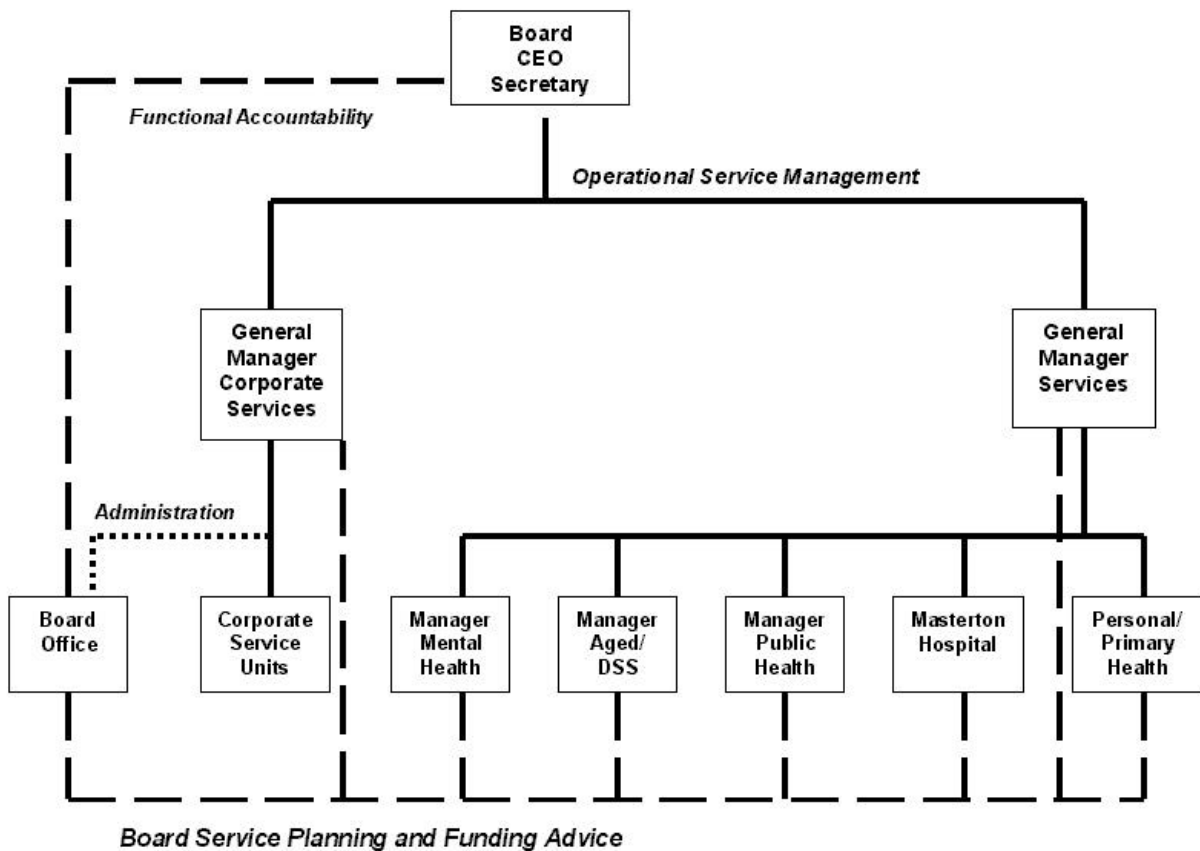 Board
CEO
Secretary
Functional Accountability
Operational Service Management
General
Manager
Corporate
Services
General
Manager
Services
Administration
Board
Office
Corporate
Service
Units
Manager
Mental
Health
Manager
Aged/
DSS
Manager
Public
Health
Masterton
Hospital
Personal/
Primary
Health
Board Service Planning and Funding Advice